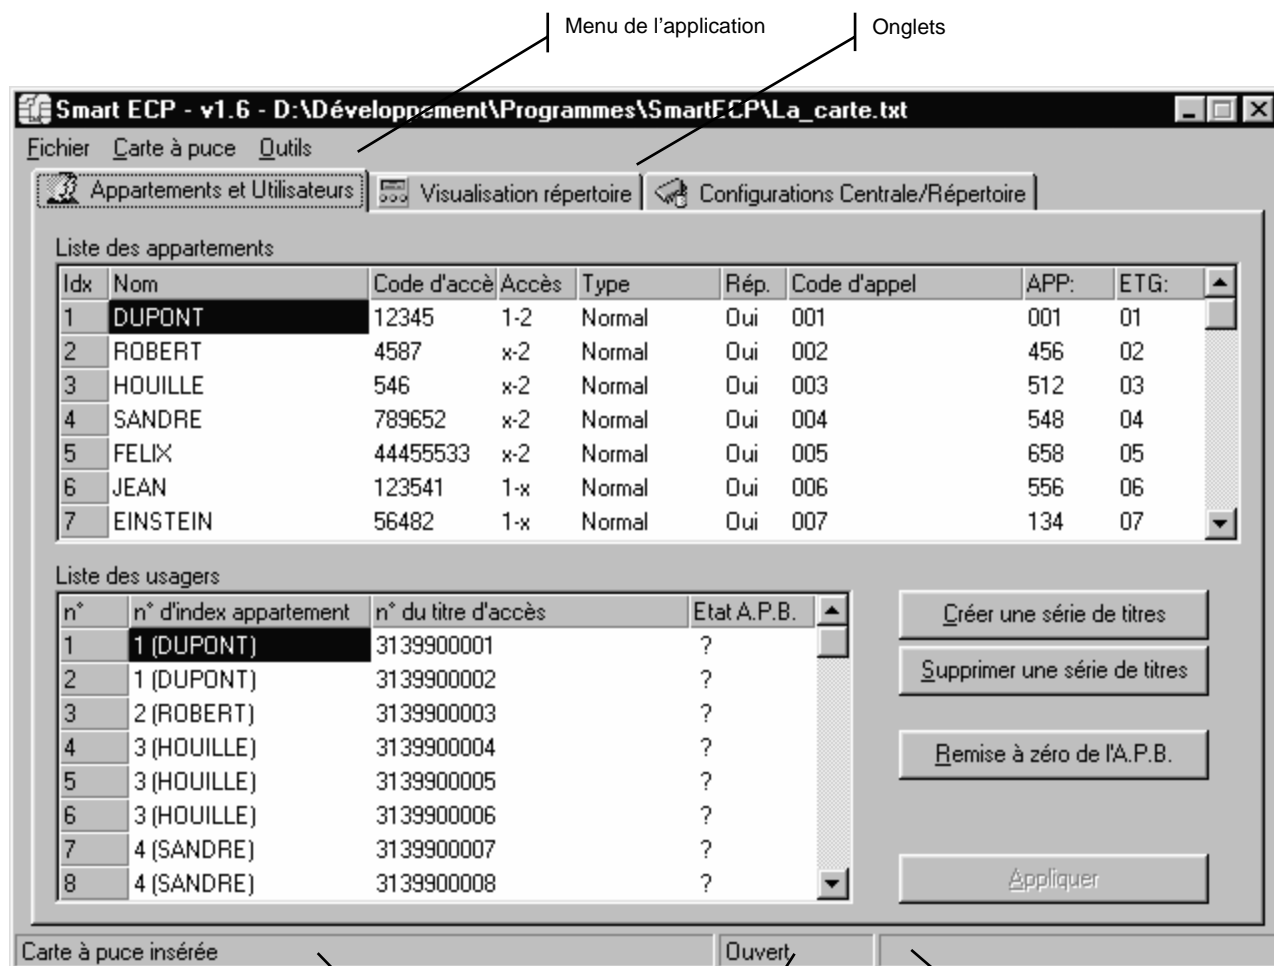 Menu de l'application Onglets
Smart ECP - v1.6 - D:\Développement\Programmes\SmartECP\La_carte.txt
Fichier Carte à puce Outils
Appartements et Utilisateurs Visualisation répertoire Configurations Centrale/Répertoire
Liste des appartements
Idx Nom Code d'accè Accès Type Rép. Code d'appel APP: ETG:
1 DUPONT 12345 1-2 Normal Oui 001 001 01
2 ROBERT 4587 x-2 Normal Oui 002 456 02
3 HOUILLE 546 x-2 Normal Oui 003 512 03
4 SANDRE 789652 x-2 Normal Oui 004 548 04
5 FELIX 44455533 x-2 Normal Oui 005 658 05
6 JEAN 123541 1-x Normal Oui 006 556 06
7 EINSTEIN 56482 1-x Normal Oui 007 134 07
Liste des usagers
n° n° d'index appartement n° du titre d'accès Etat A.P.B.
1 1 (DUPONT) 3139900001 ?
2 1 (DUPONT) 3139900002 ?
3 2 (ROBERT) 3139900003 ?
4 3 (HOUILLE) 3139900004 ?
5 3 (HOUILLE) 3139900005 ?
6 3 (HOUILLE) 3139900006 ?
7 4 (SANDRE) 3139900007 ?
8 4 (SANDRE) 3139900008 ?
Créer une série de titres
Supprimer une série de titres
Remise à zéro de l'A.P.B.
Appliquer
Carte à puce insérée Ouvert